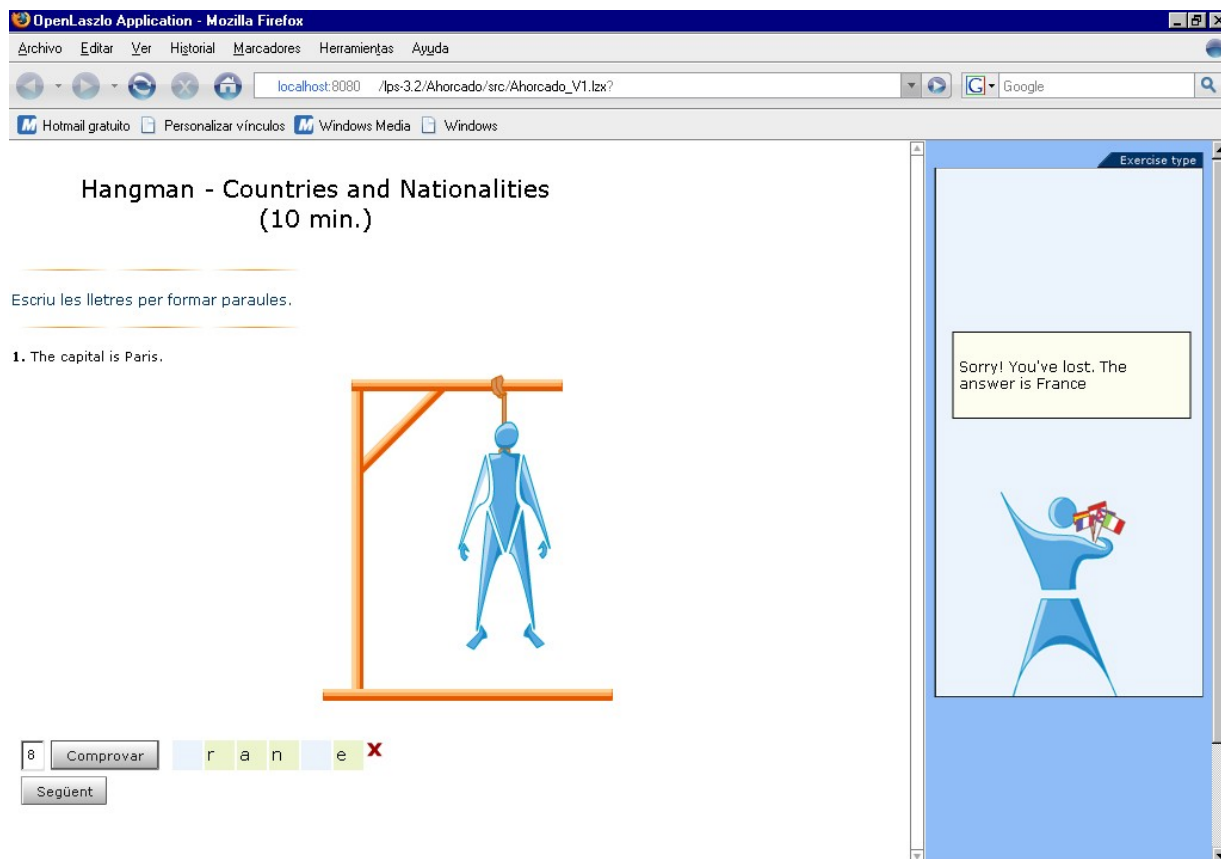 OpenLaszlo Application - Mozilla Firefox
Archivo Editar Ver Historial Marcadores Herramientas Ayuda
localhost:8080 /lps-3.2/Ahorcado/src/Ahorcado_V1.lzx?
G Google
Hotmail gratuito Personalizar vínculos Windows Media Windows
Exercise type
Hangman - Countries and Nationalities
(10 min.)
Escriu les lletres per formar paraules.
1. The capital is Paris.
Sorry! You've lost. The
answer is France
8 Comprovar r a n e X
Següent